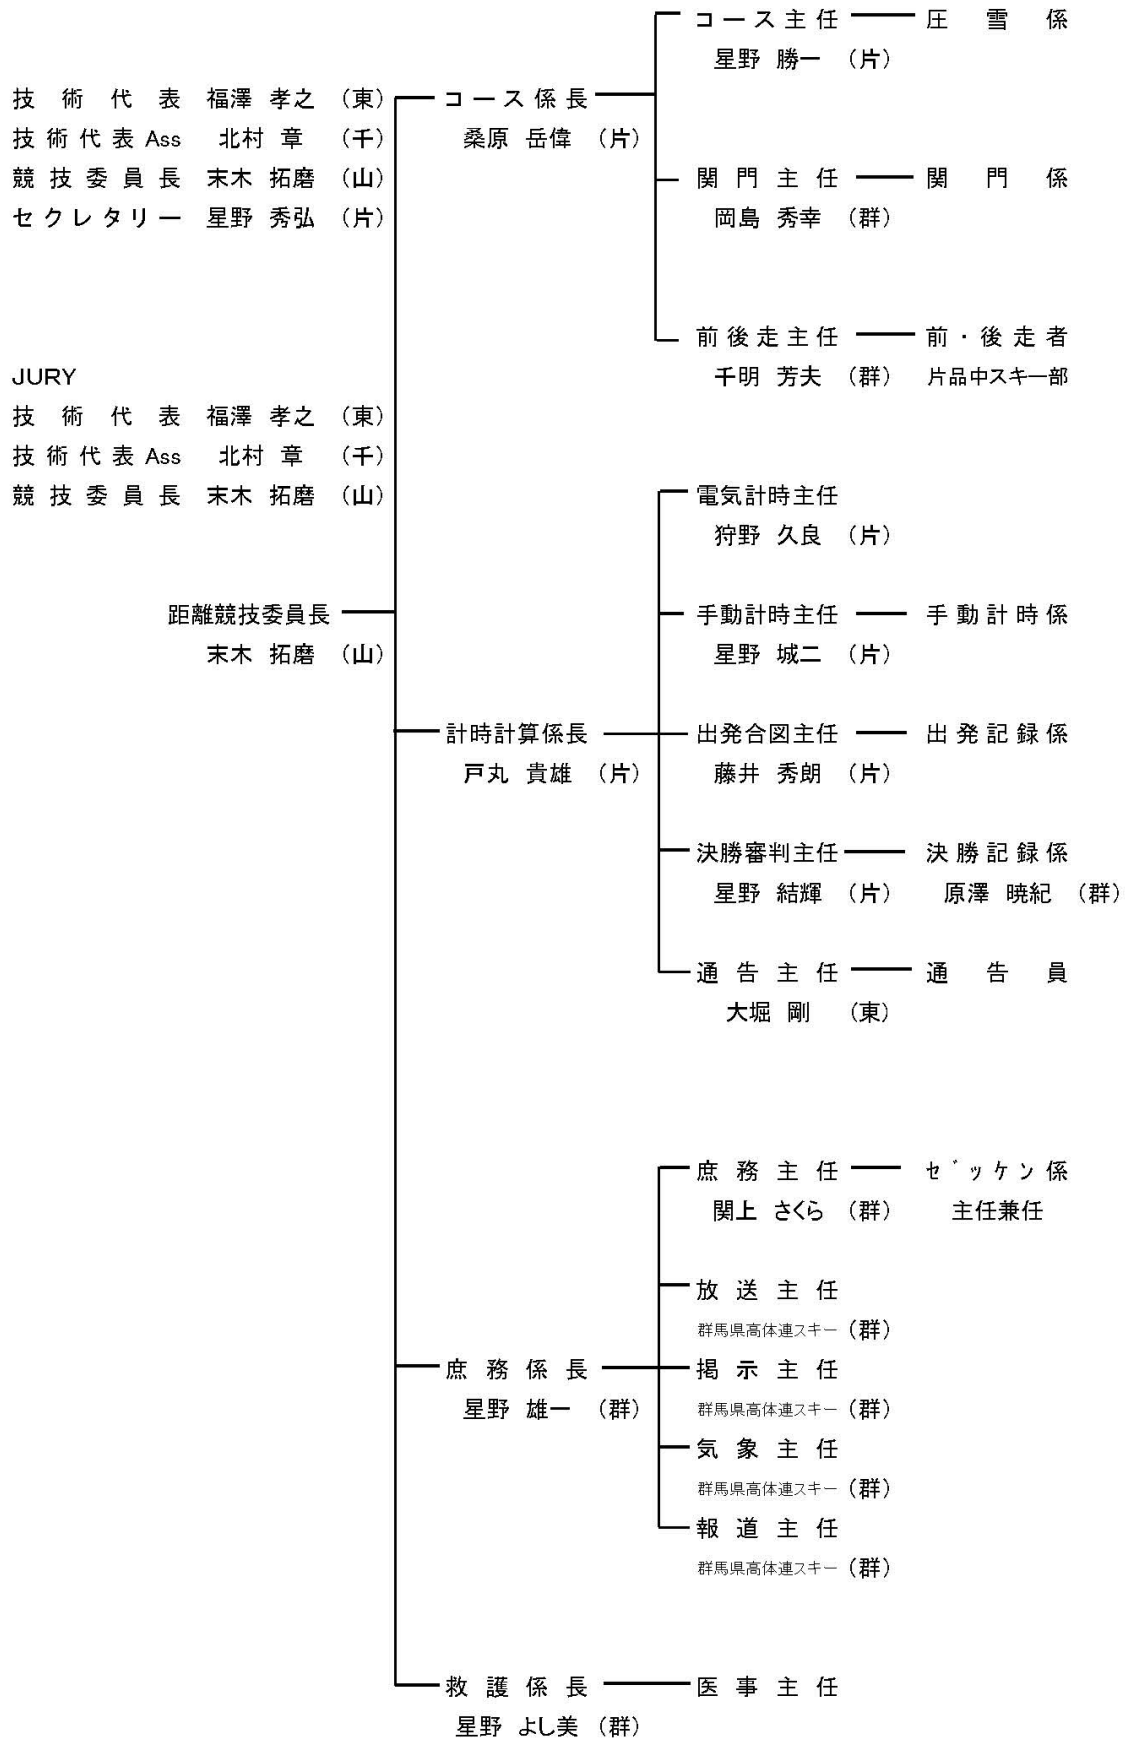 技術代表 福澤 孝之 （東）
技術代表 Ass 北村 章 （千）
競技委員長 末木 拓磨 （山）
セクレタリー 星野 秀弘 （片）
JURY
技術代表 福澤 孝之 （東）
技術代表 Ass 北村 章 （千）
競技委員長 末木 拓磨 （山）
距離競技委員長
末木 拓磨 （山）
コース係長
桑原 岳偉 （片）
コース主任 圧雪係
星野 勝一 （片）
関門主任 関門係
岡島 秀幸 （群）
前後走主任 前・後走者
千明 芳夫 （群） 片品中スキー部
計時計算係長
戸丸 貴雄 （片）
電気計時主任
狩野 久良 （片）
手動計時主任 手動計時係
星野 城二 （片）
出発合図主任 出発記録係
藤井 秀朗 （片）
決勝審判主任 決勝記録係
星野 結輝 （片） 原澤 暁紀 （群）
通告主任 通告員
大堀 剛 （東）
庶務係長
星野 雄一 （群）
庶務主任 ｾﾞｯｹﾝ係
関上 さくら （群） 主任兼任
放送主任
群馬県高体連スキー （群）
掲示主任
群馬県高体連スキー （群）
気象主任
群馬県高体連スキー （群）
報道主任
群馬県高体連スキー （群）
救護係長 医事主任
星野 よし美 （群）